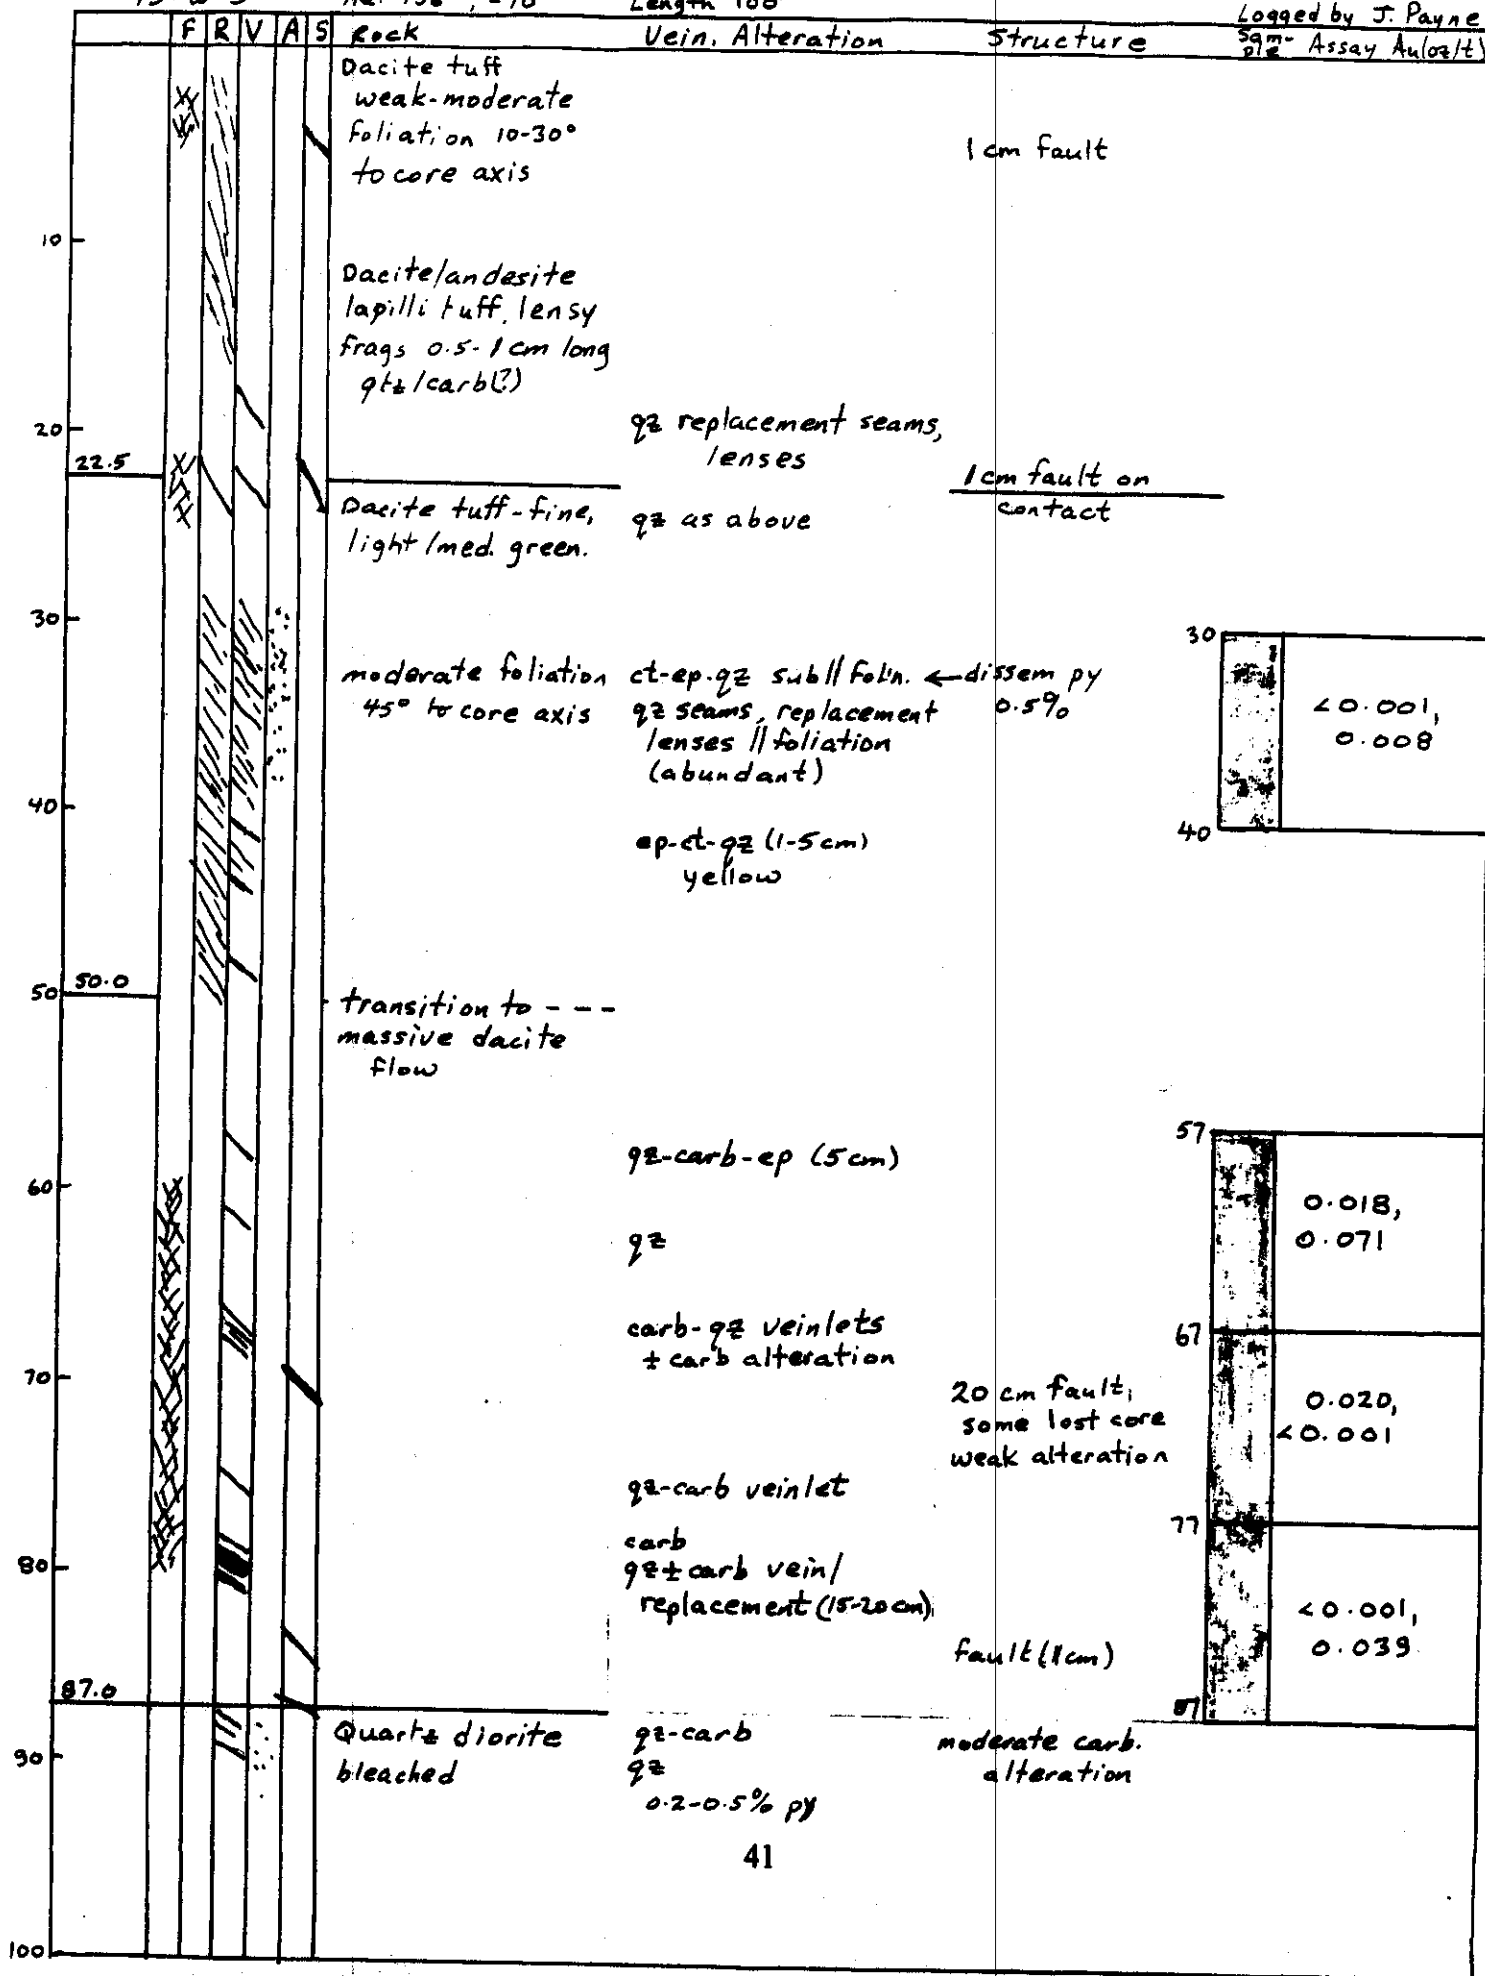 Length 100
Logged by J. Payne
F R V A S Rock Vein, Alteration Structure Sample Assay Au(oz/t)
Dacite tuff
weak-moderate
foliation 10-30°
to core axis
1 cm fault
10
Dacite/andesite
lapilli tuff, lensy
frags 0.5-1 cm long
qtz/carb(?)
20
qz replacement seams,
lenses
22.5
1 cm fault on
contact
Dacite tuff-fine,
light/med. green.
qz as above
30
30
moderate foliation
45° to core axis
ct-ep-qz sub// fol'n. ← dissem py
0.5%
qz seams, replacement
lenses // foliation
(abundant)
<0.001,
0.008
40
40
ep-ct-qz (1-5cm)
yellow
50
50.0
transition to ---
massive dacite
flow
57
qz-carb-ep (5cm)
60
0.018,
0.071
qz
carb-qz veinlets
± carb alteration
67
70
20 cm fault,
some lost core
weak alteration
0.020,
<0.001
qz-carb veinlet
77
carb
80
qz±carb vein/
replacement (15-20cm)
<0.001,
0.039
fault (1cm)
87.0
87
Quartz diorite
bleached
qz-carb
qz
0.2-0.5% py
moderate carb.
alteration
90
41
100